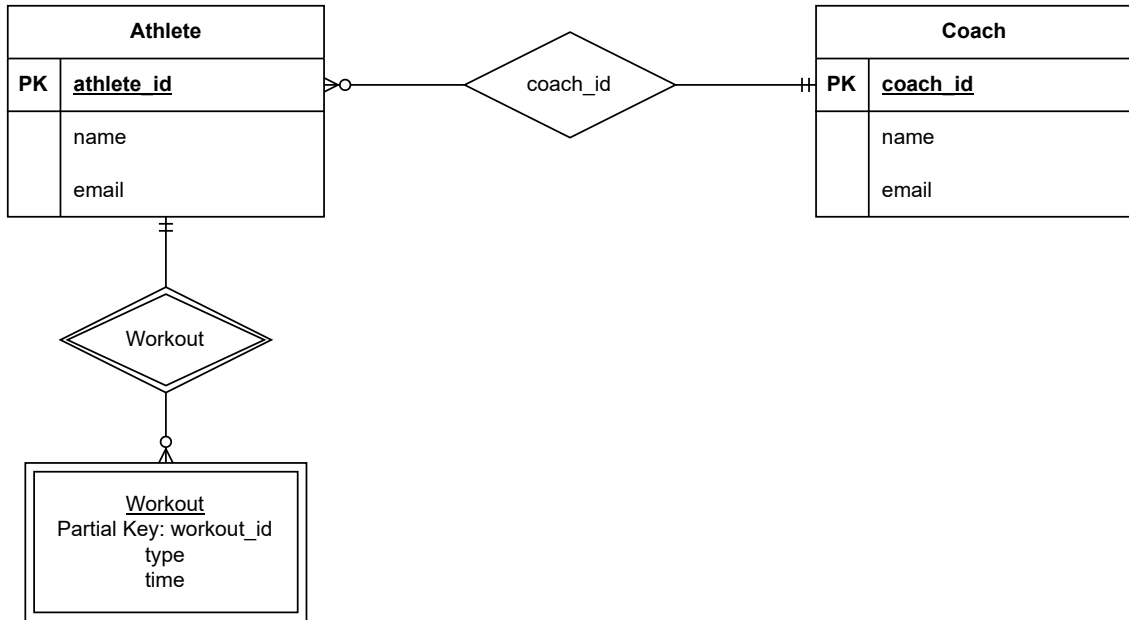 Athlete
PK athlete_id
name
email
coach_id
Coach
PK coach_id
name
email
Workout
Workout
Partial Key: workout_id
type
time